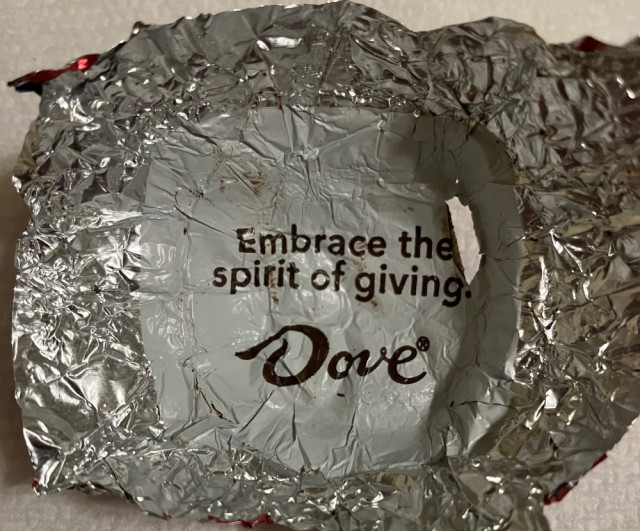 Embrace the
spirit of giving.
Dove®